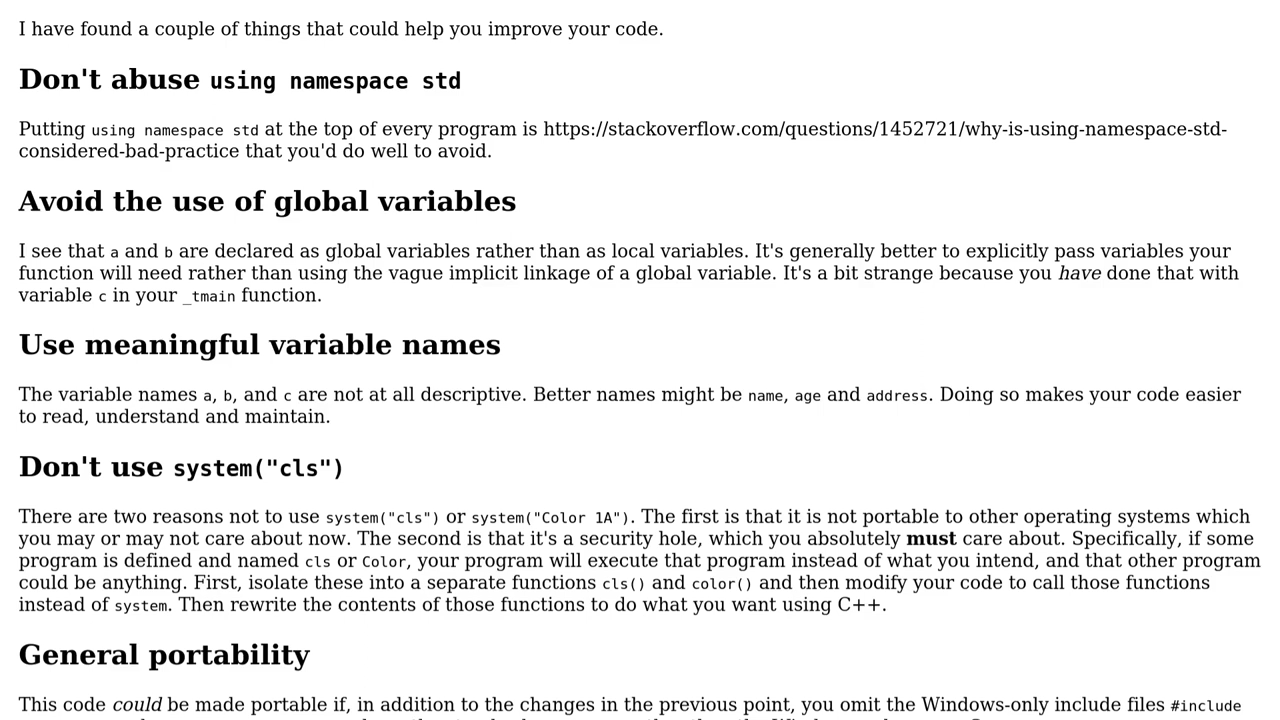 I have found a couple of things that could help you improve your code.
Don't abuse using namespace std
Putting using namespace std at the top of every program is https://stackoverflow.com/questions/1452721/why-is-using-namespace-std-
considered-bad-practice that you'd do well to avoid.
Avoid the use of global variables
I see that a and b are declared as global variables rather than as local variables. It's generally better to explicitly pass variables your
function will need rather than using the vague implicit linkage of a global variable. It's a bit strange because you have done that with
variable c in your _tmain function.
Use meaningful variable names
The variable names a, b, and c are not at all descriptive. Better names might be name, age and address. Doing so makes your code easier
to read, understand and maintain.
Don't use system("cls")
There are two reasons not to use system("cls") or system("Color 1A"). The first is that it is not portable to other operating systems which
you may or may not care about now. The second is that it's a security hole, which you absolutely must care about. Specifically, if some
program is defined and named cls or Color, your program will execute that program instead of what you intend, and that other program
could be anything. First, isolate these into a separate functions cls() and color() and then modify your code to call those functions
instead of system. Then rewrite the contents of those functions to do what you want using C++.
General portability
This code could be made portable if, in addition to the changes in the previous point, you omit the Windows-only include files #include